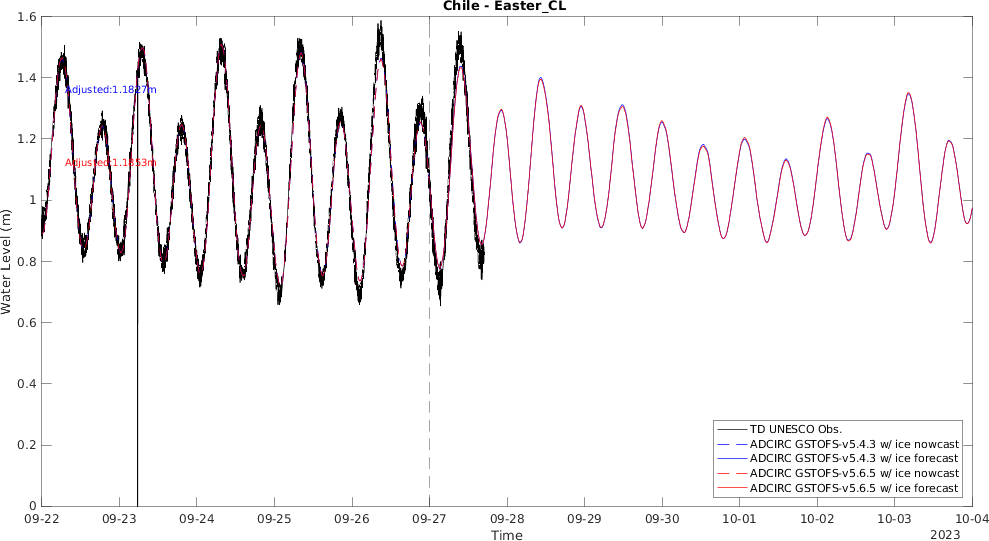 Chile - Easter_CL
1.6
1.4
1.2
1
0.8
0.6
0.4
0.2
0
Water Level (m)
Adjusted:1.1827m
Adjusted:1.1853m
TD UNESCO Obs.
ADCIRC GSTOFS-v5.4.3 w/ ice nowcast
ADCIRC GSTOFS-v5.4.3 w/ ice forecast
ADCIRC GSTOFS-v5.6.5 w/ ice nowcast
ADCIRC GSTOFS-v5.6.5 w/ ice forecast
09-22 09-23 09-24 09-25 09-26 09-27 09-28 09-29 09-30 10-01 10-02 10-03 10-04
Time
2023